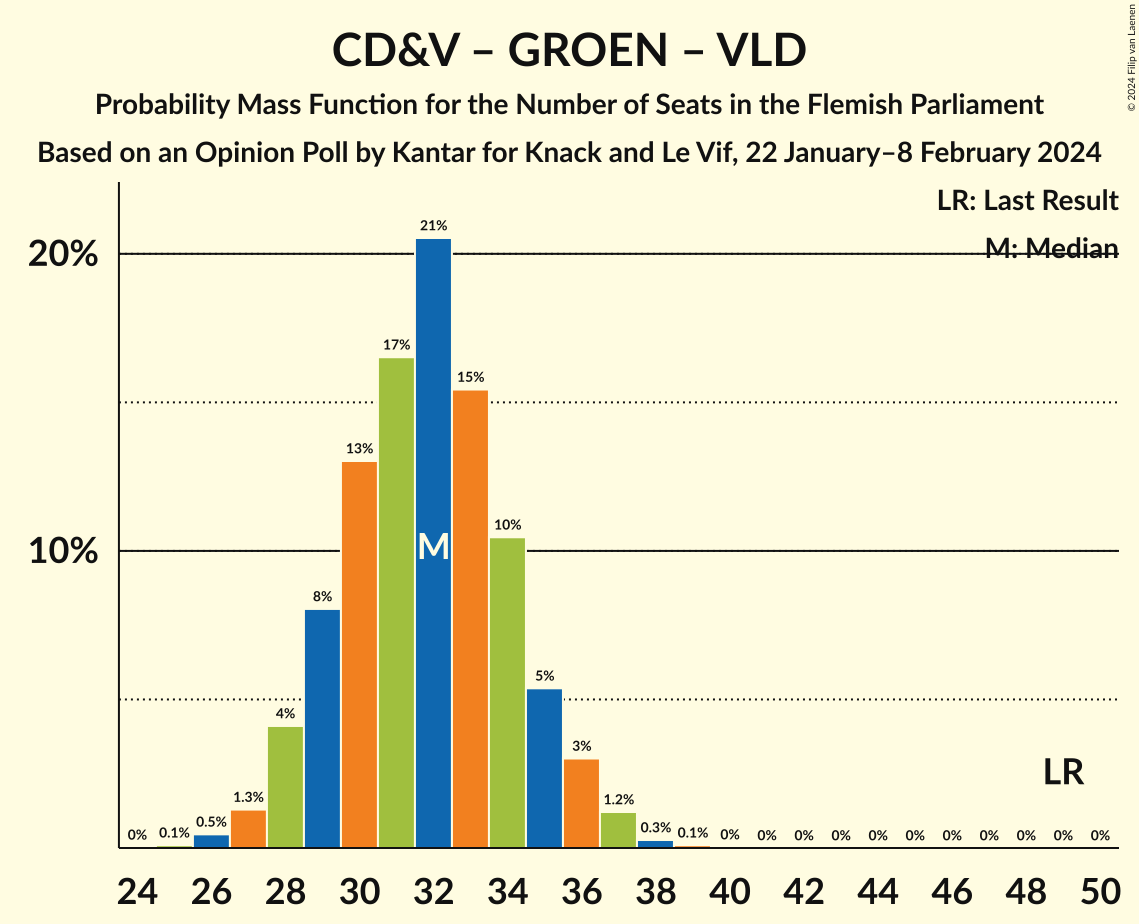 CD&V – GROEN – VLD
Probability Mass Function for the Number of Seats in the Flemish Parliament
Based on an Opinion Poll by Kantar for Knack and Le Vif, 22 January–8 February 2024
© 2024 Filip van Laenen
LR: Last Result
M: Median
20%
10%
0% 0.1% 0.5% 1.3% 4% 8% 13% 17% 21% 15% 10% 5% 3% 1.2% 0.3% 0.1% 0% 0% 0% 0% 0% 0% 0% 0% 0% 0% 0%
M
LR
24 26 28 30 32 34 36 38 40 42 44 46 48 50